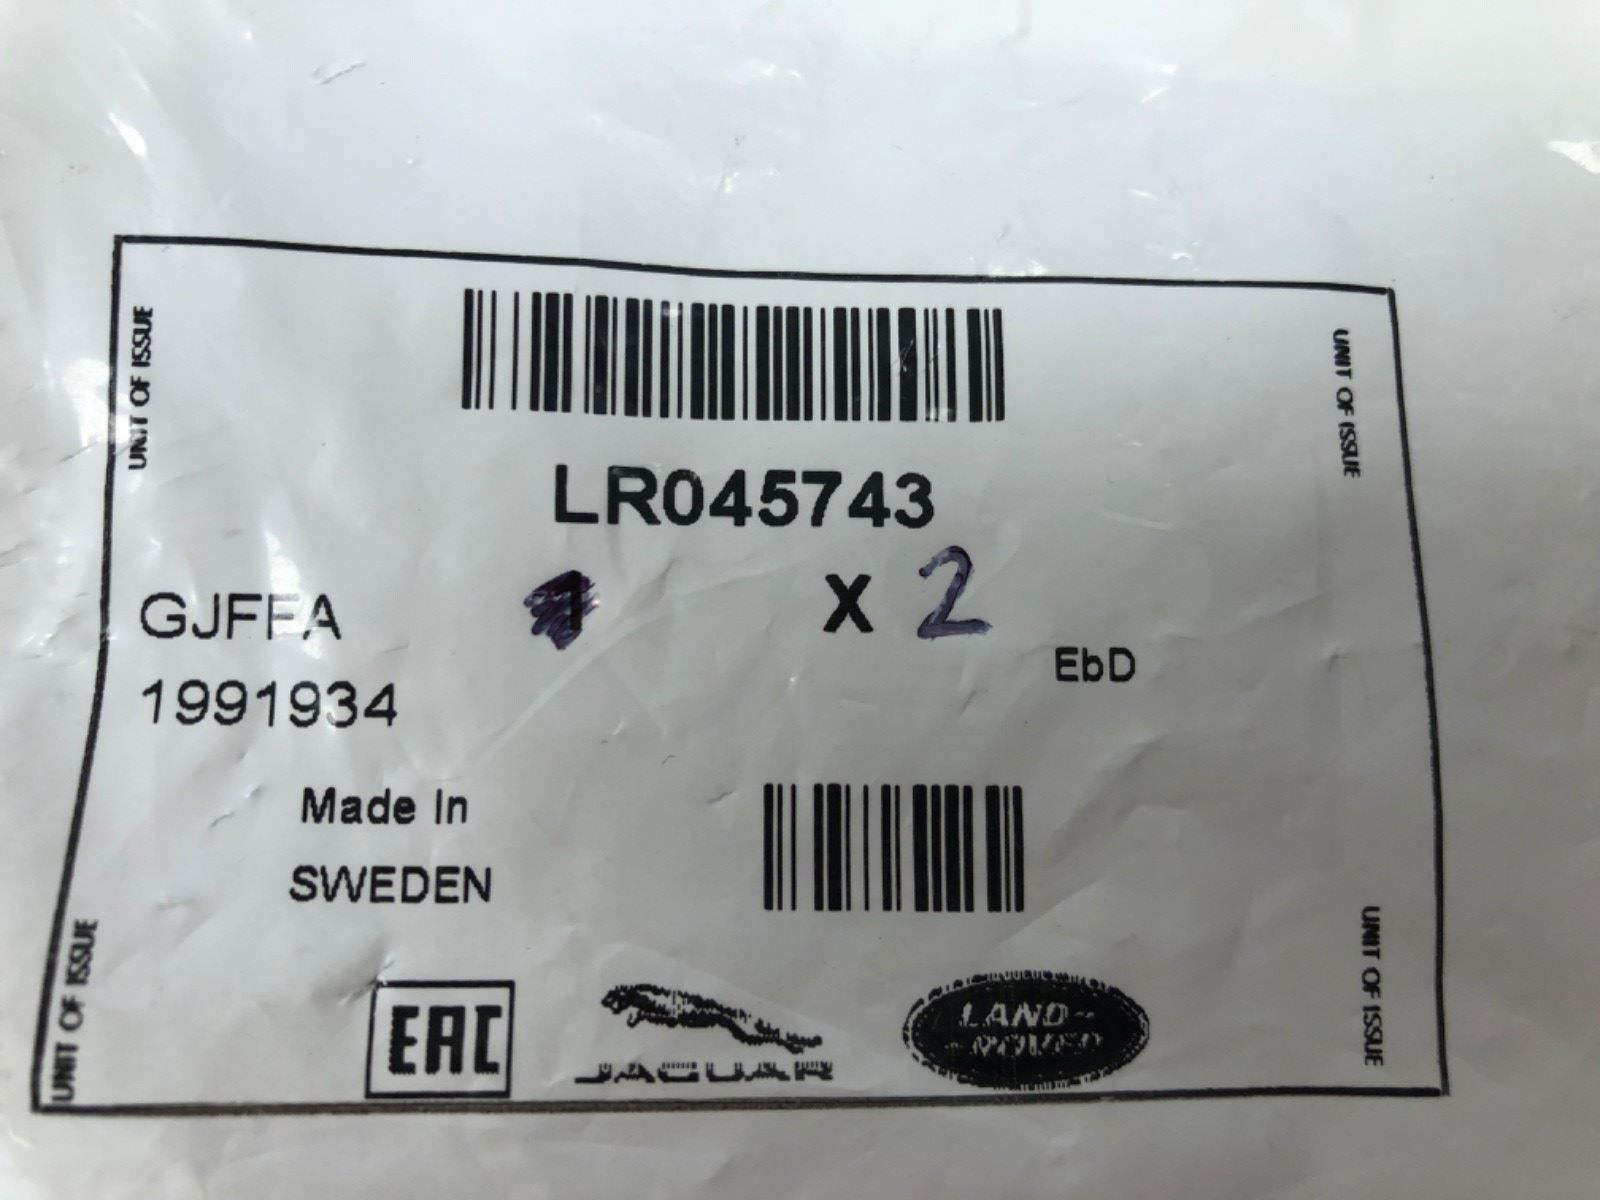 UNIT OF ISSUE
UNIT OF ISSUE
LR045743
GJFFA 1 X 2
EbD
1991934
Made In
SWEDEN
UNIT OF ISSUE
UNIT OF ISSUE
EAC
JAGUAR
LAND
ROVER